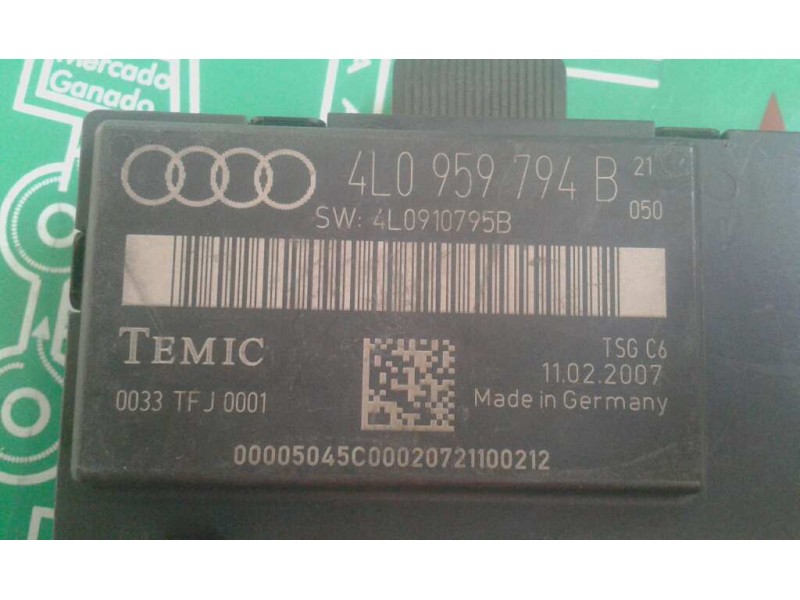 Mercado
Ganado
4L0 959 794 B 21
050
SW: 4L0910795B
TEMIC
TSG C6
11.02.2007
0033 TFJ 0001
Made in Germany
00005045C00020721100212